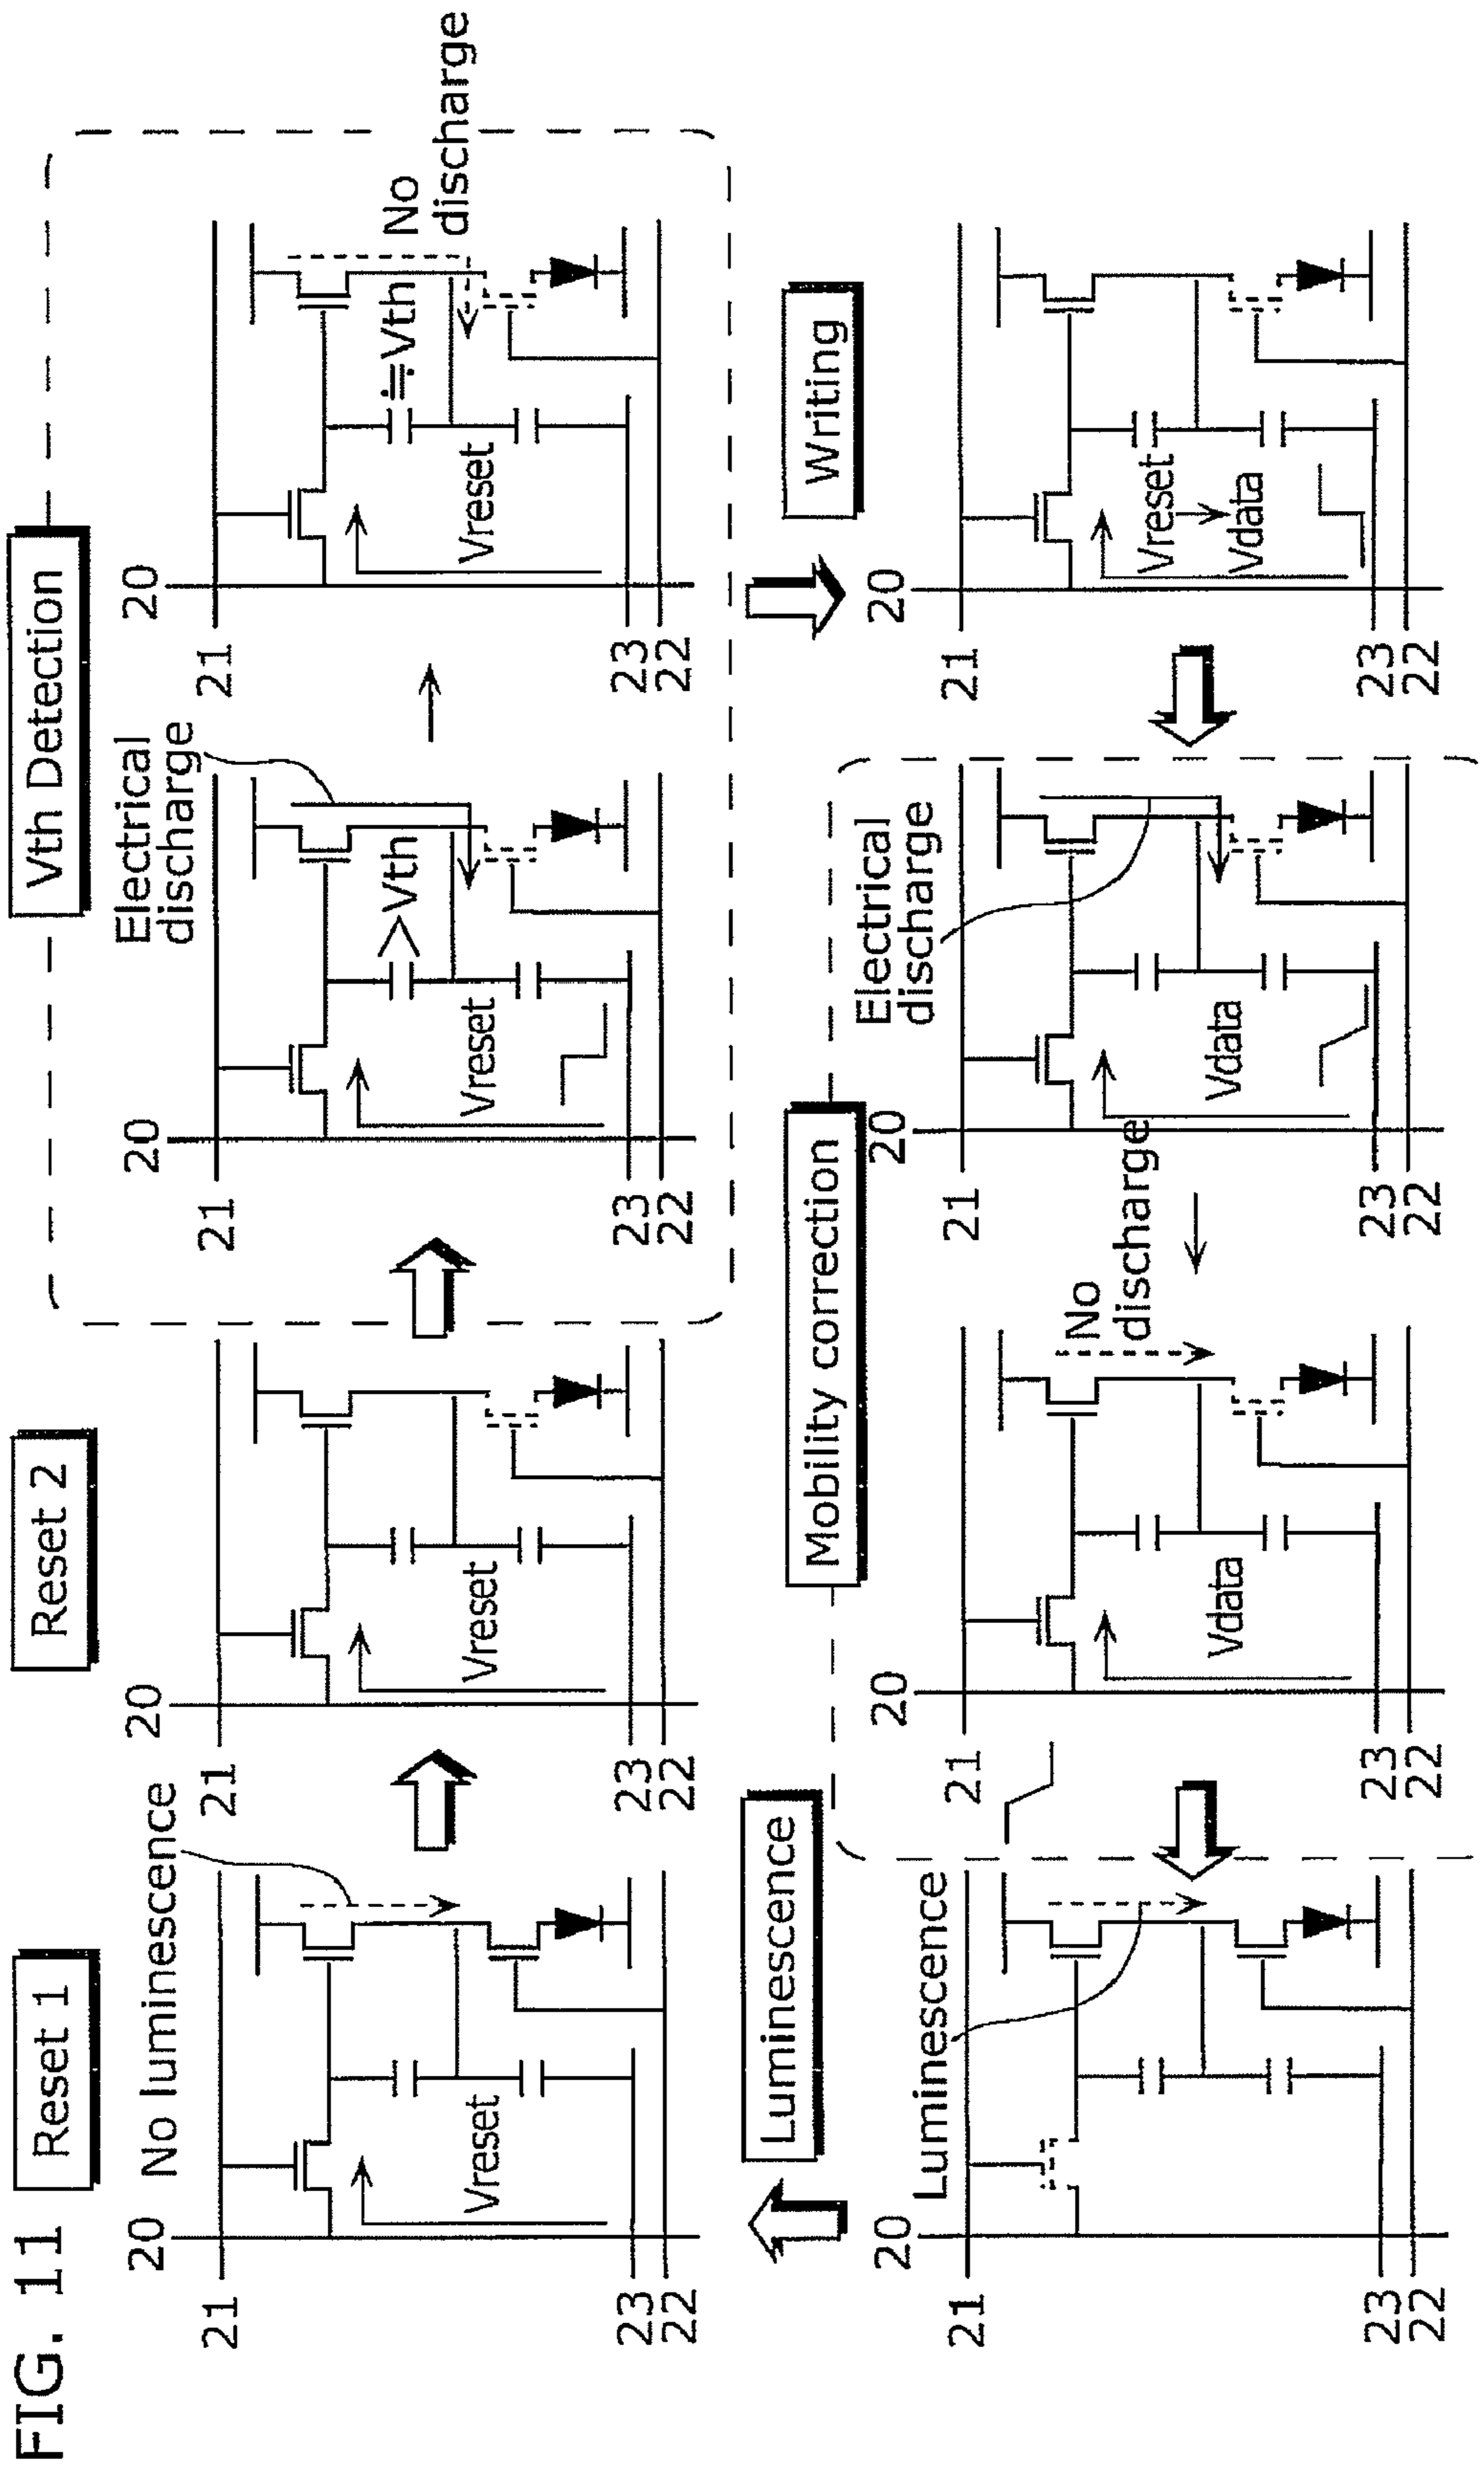 FIG. 11
Reset 1
Reset 2
Vth Detection
No luminescence
Electrical
discharge
20
21
Vreset
23
22
20
21
Vreset
23
22
20
21
>Vth
Vreset
23
22
20
21
≒Vth
No
discharge
Vreset
23
22
Luminescence
Mobility correction
Writing
Luminescence
20
21
23
22
No
discharge
20
21
Vdata
23
22
Electrical
discharge
20
21
Vdata
23
22
20
21
Vreset
Vdata
23
22